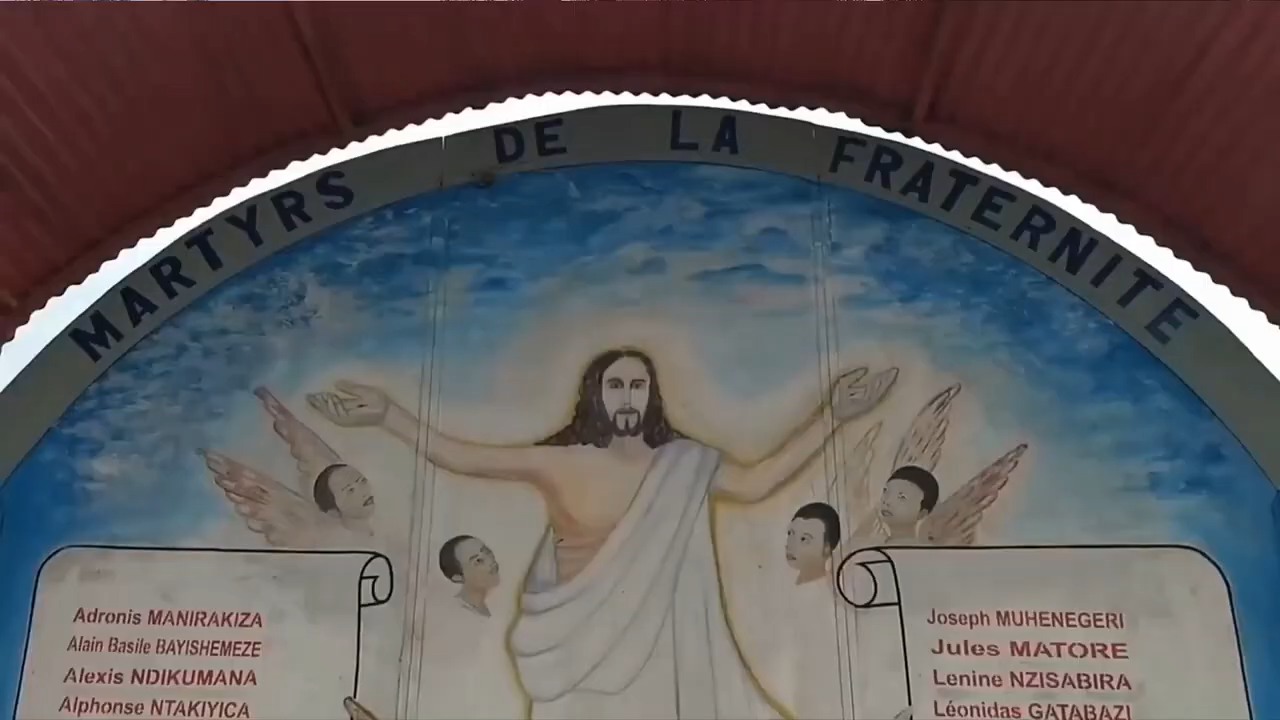 MARTYRS DE LA FRATERNITE
Adronis MANIRAKIZA
Alain Basile BAYISHEMEZE
Alexis NDIKUMANA
Alphonse NTAKIYICA
Joseph MUHENEGERI
Jules MATORE
Lenine NZISABIRA
Léonidas GATABAZI